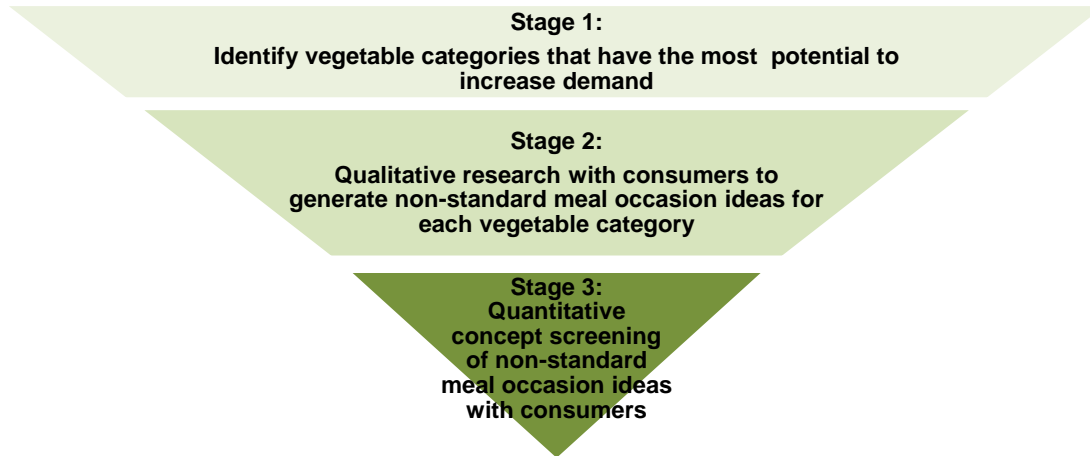 Stage 1:
Identify vegetable categories that have the most potential to
increase demand
Stage 2:
Qualitative research with consumers to
generate non-standard meal occasion ideas for
each vegetable category
Stage 3:
Quantitative
concept screening
of non-standard
meal occasion ideas
with consumers